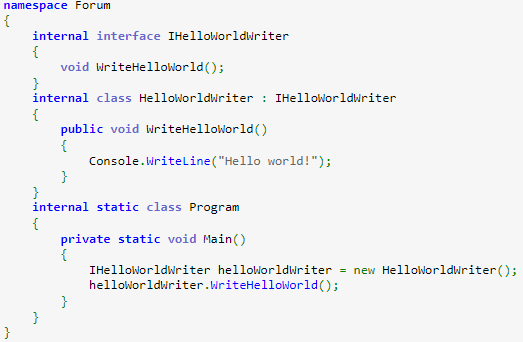 namespace Forum
{
    internal interface IHelloWorldWriter
    {
        void WriteHelloWorld();
    }
    internal class HelloWorldWriter : IHelloWorldWriter
    {
        public void WriteHelloWorld()
        {
            Console.WriteLine("Hello world!");
        }
    }
    internal static class Program
    {
        private static void Main()
        {
            IHelloWorldWriter helloWorldWriter = new HelloWorldWriter();
            helloWorldWriter.WriteHelloWorld();
        }
    }
}